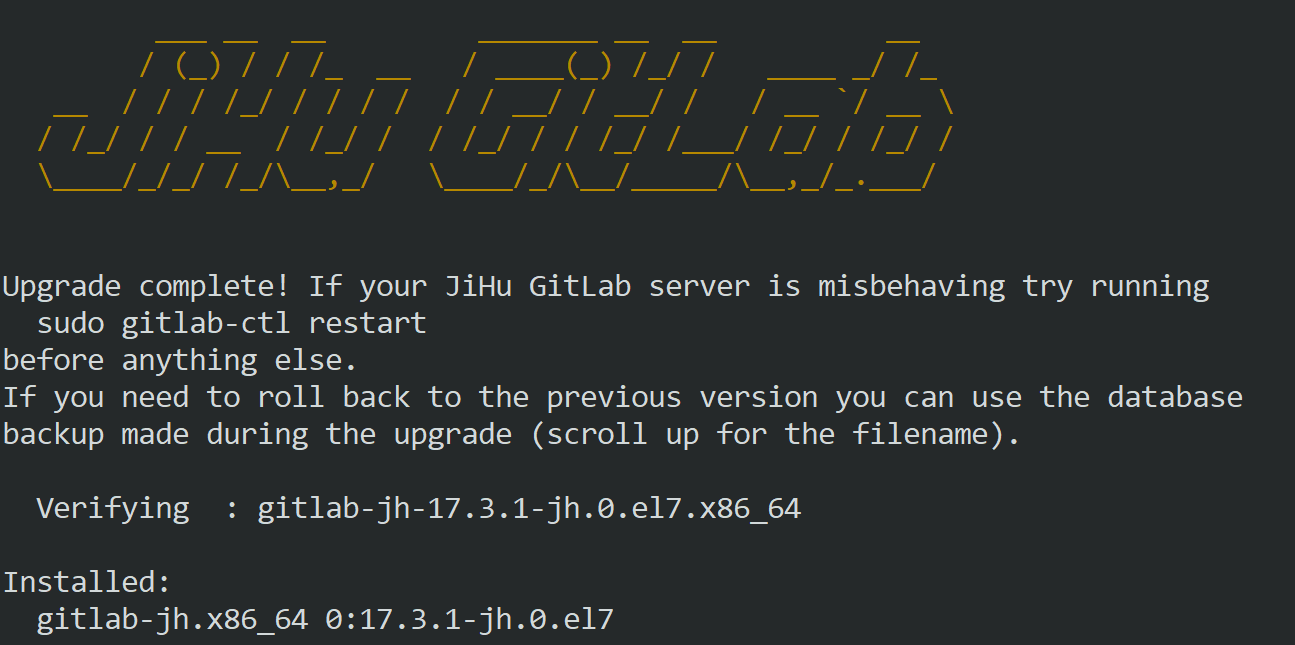 JiHu GitLab
Upgrade complete! If your JiHu GitLab server is misbehaving try running
sudo gitlab-ctl restart
before anything else.
If you need to roll back to the previous version you can use the database
backup made during the upgrade (scroll up for the filename).
Verifying  : gitlab-jh-17.3.1-jh.0.el7.x86_64
Installed:
gitlab-jh.x86_64 0:17.3.1-jh.0.el7